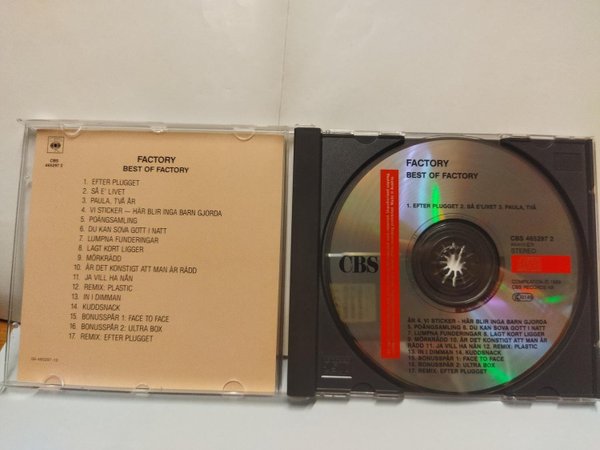 CBS
465297 2
FACTORY
BEST OF FACTORY
1. EFTER PLUGGET
2. SÅ E' LIVET
3. PAULA, TVÅ ÅR
4. VI STICKER — HÄR BLIR INGA BARN GJORDA
5. POÄNGSAMLING
6. DU KAN SOVA GOTT I NATT
7. LUMPNA FUNDERINGAR
8. LAGT KORT LIGGER
9. MÖRKRÄDD
10. ÄR DET KONSTIGT ATT MAN ÄR RÄDD
11. JA VILL HA NÄN
12. REMIX: PLASTIC
13. IN I DIMMAN
14. KUDDSNACK
15. BONUSSPÅR 1: FACE TO FACE
16. BONUSSPÅR 2: ULTRA BOX
17. REMIX: EFTER PLUGGET
FACTORY
BEST OF FACTORY
1. EFTER PLUGGET 2. SÅ E'LIVET 3. PAULA, TVÅ
CBS 465297 2
STEREO
CBS
COMPILATION ℗ 1989
CBS RECORDS AB
ÅR 4. VI STICKER - HÄR BLIR INGA BARN GJORDA
5. POÄNGSAMLING 6. DU KAN SOVA GOTT I NATT
7. LUMPNA FUNDERINGAR 8. LAGT KORT LIGGER
9. MÖRKRÄDD 10. ÄR DET KONSTIGT ATT MAN ÄR
RÄDD 11. JA VILL HA NÄN 12. REMIX: PLASTIC
13. IN I DIMMAN 14. KUDDSNACK
15. BONUSSPÅR 1: FACE TO FACE
16. BONUSSPÅR 2: ULTRA BOX
17. REMIX: EFTER PLUGGET